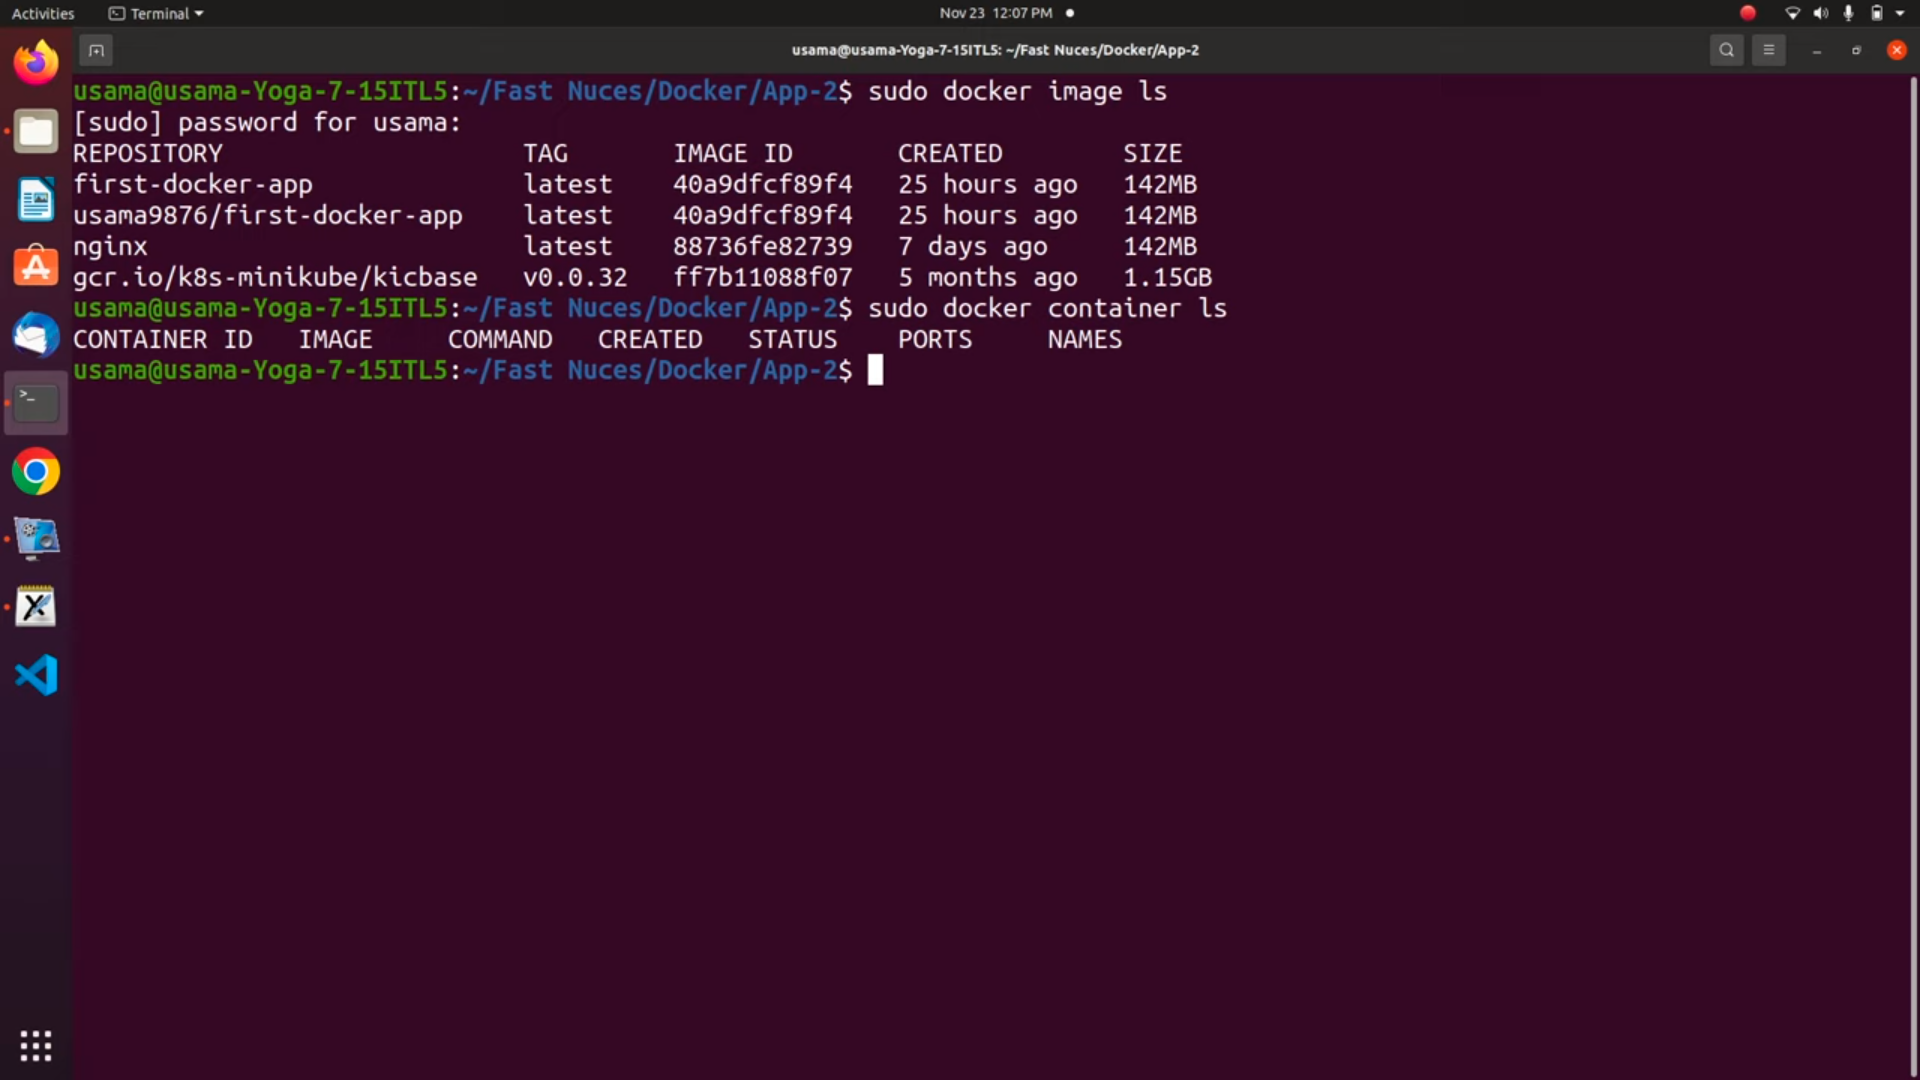 Activities Terminal Nov 23 12:07 PM
usama@usama-Yoga-7-15ITL5: ~/Fast Nuces/Docker/App-2
usama@usama-Yoga-7-15ITL5:~/Fast Nuces/Docker/App-2$ sudo docker image ls
[sudo] password for usama:
REPOSITORY TAG IMAGE ID CREATED SIZE
first-docker-app latest 40a9dfcf89f4 25 hours ago 142MB
usama9876/first-docker-app latest 40a9dfcf89f4 25 hours ago 142MB
nginx latest 88736fe82739 7 days ago 142MB
gcr.io/k8s-minikube/kicbase v0.0.32 ff7b11088f07 5 months ago 1.15GB
usama@usama-Yoga-7-15ITL5:~/Fast Nuces/Docker/App-2$ sudo docker container ls
CONTAINER ID IMAGE COMMAND CREATED STATUS PORTS NAMES
usama@usama-Yoga-7-15ITL5:~/Fast Nuces/Docker/App-2$